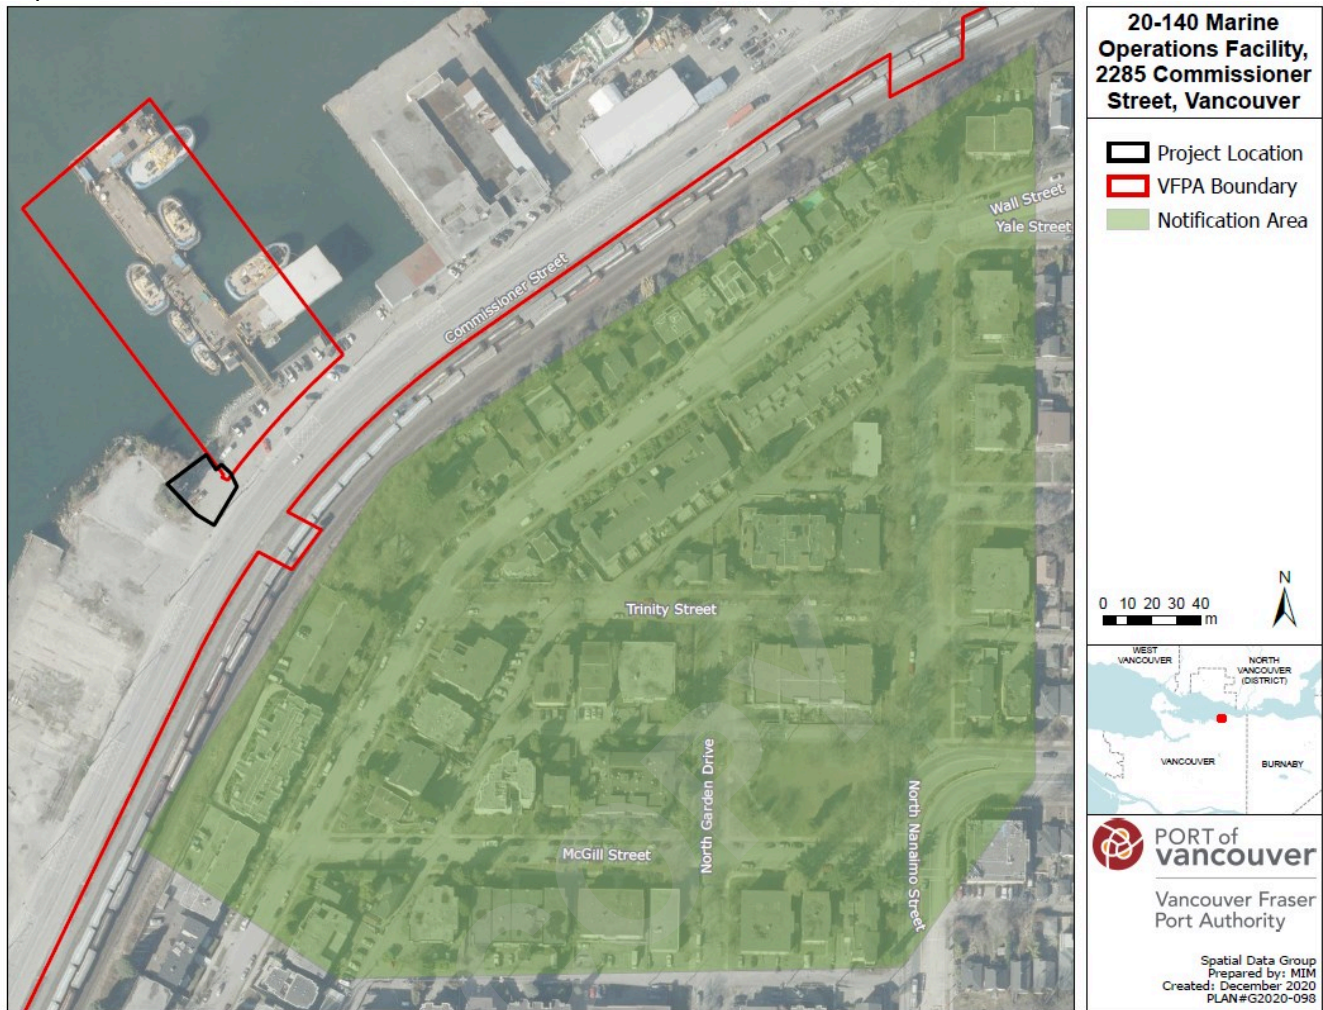 20-140 Marine
Operations Facility,
2285 Commissioner
Street, Vancouver
Project Location
VFPA Boundary
Notification Area
Wall Street
Yale Street
Commissioner Street
Trinity Street
North Garden Drive
North Nanaimo Street
McGill Street
N
0 10 20 30 40
m
WEST
VANCOUVER
NORTH
VANCOUVER
(DISTRICT)
VANCOUVER
BURNABY
PORT of
vancouver
Vancouver Fraser
Port Authority
Spatial Data Group
Prepared by: MIM
Created: December 2020
PLAN#G2020-098